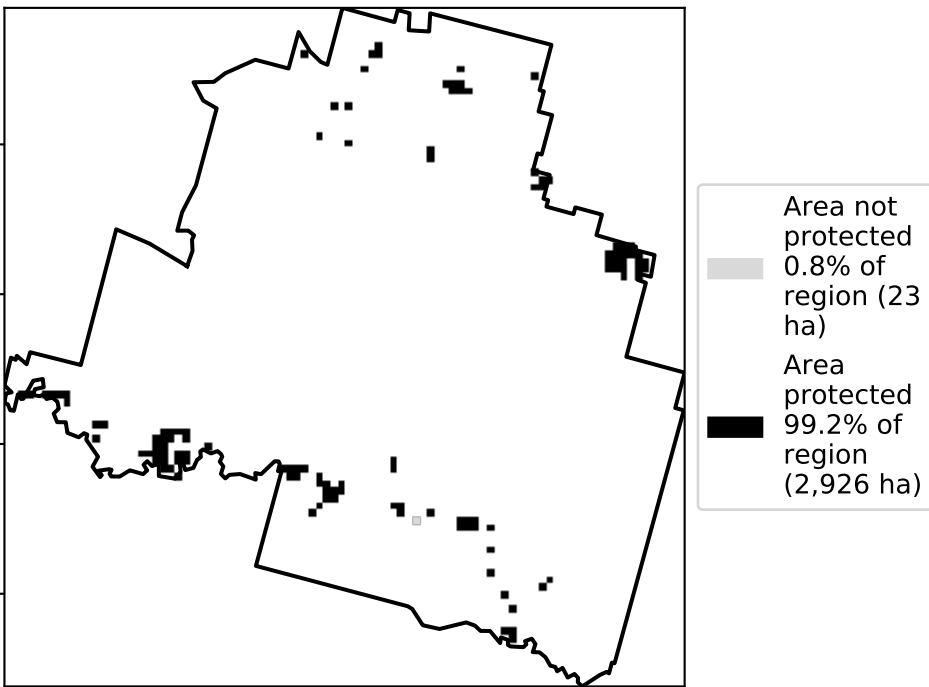 Area not
protected
0.8% of
region (23
ha)
Area
protected
99.2% of
region
(2,926 ha)